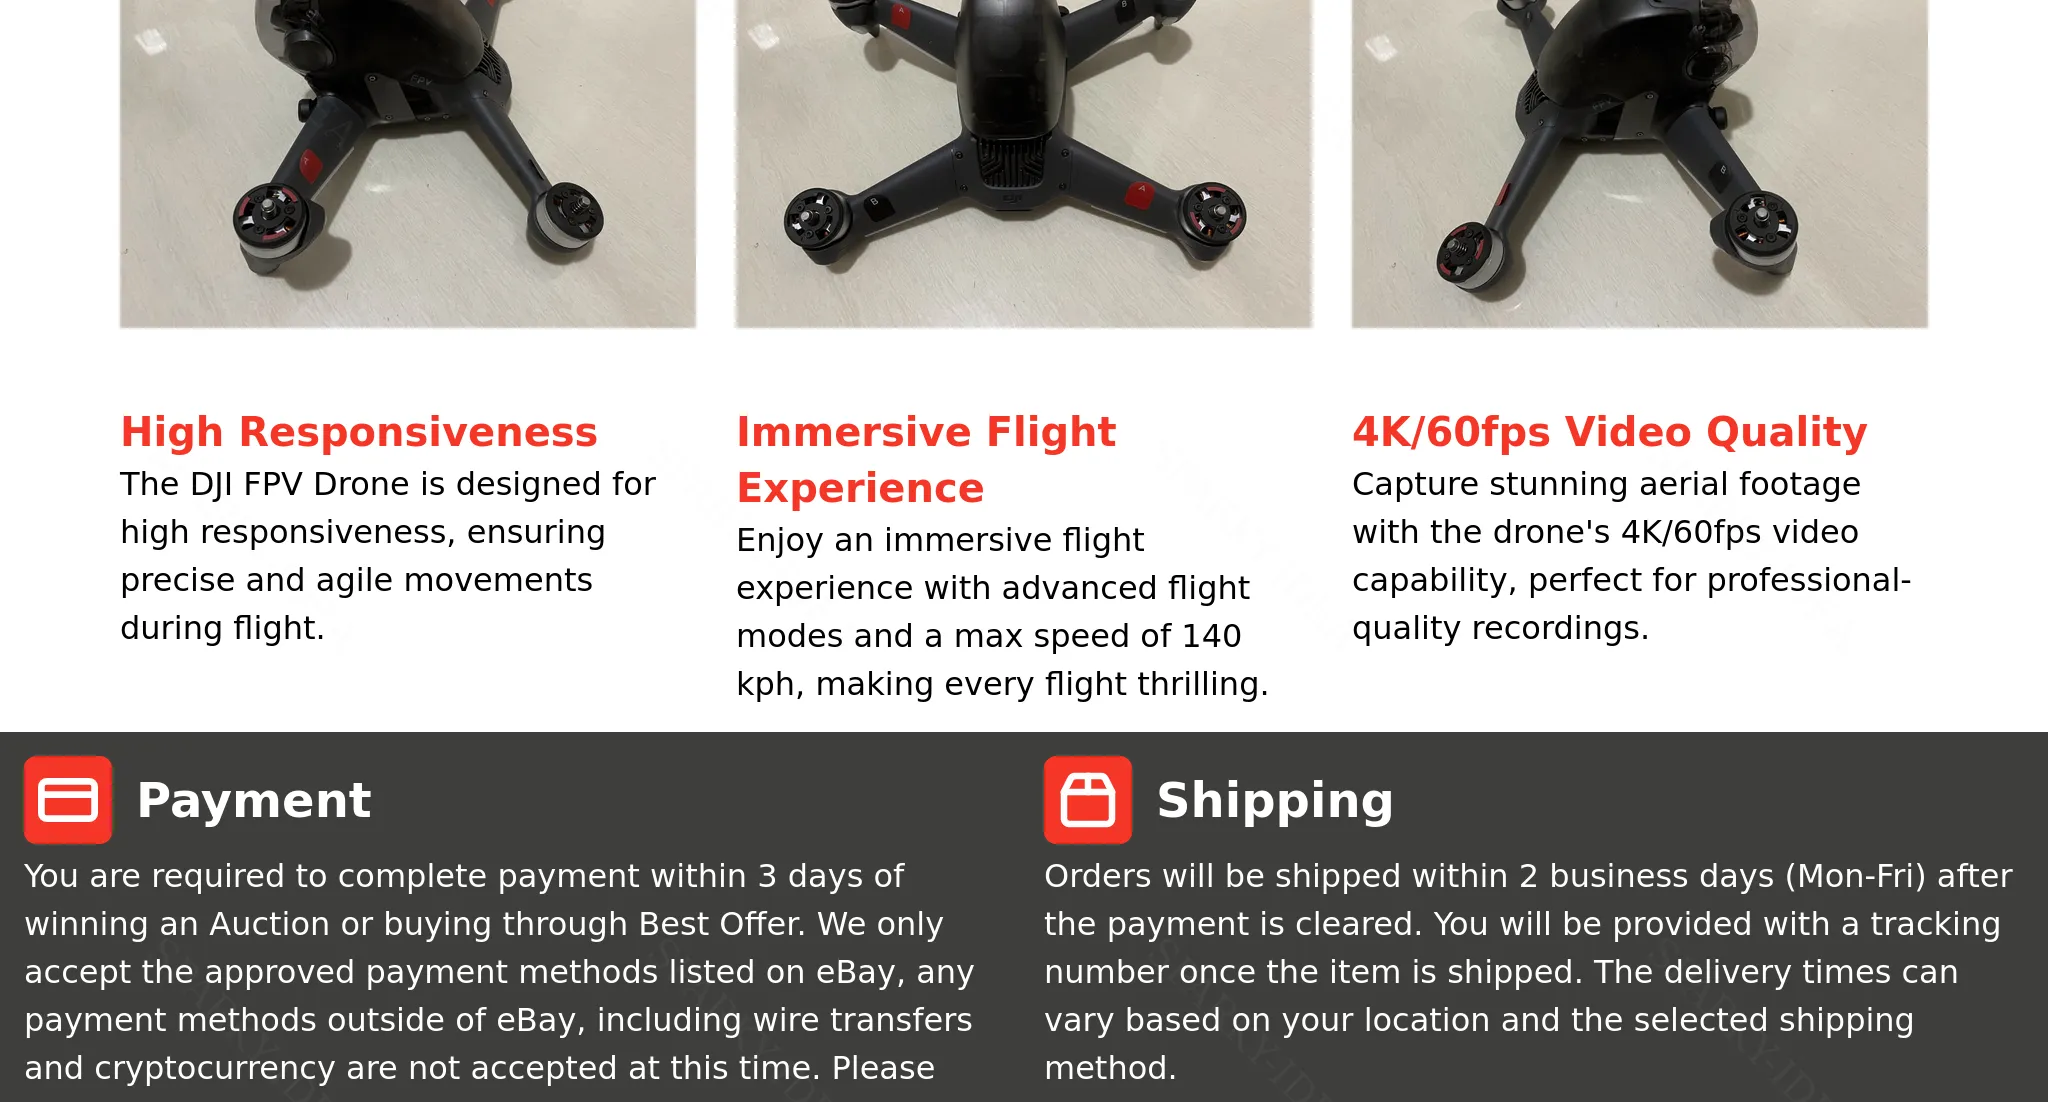 A
B
FPV
A
B
A
DJI
FPV
B
High Responsiveness
The DJI FPV Drone is designed for
high responsiveness, ensuring
precise and agile movements
during flight.
Immersive Flight
Experience
Enjoy an immersive flight
experience with advanced flight
modes and a max speed of 140
kph, making every flight thrilling.
4K/60fps Video Quality
Capture stunning aerial footage
with the drone's 4K/60fps video
capability, perfect for professional-
quality recordings.
Payment
You are required to complete payment within 3 days of
winning an Auction or buying through Best Offer. We only
accept the approved payment methods listed on eBay, any
payment methods outside of eBay, including wire transfers
and cryptocurrency are not accepted at this time. Please
Shipping
Orders will be shipped within 2 business days (Mon-Fri) after
the payment is cleared. You will be provided with a tracking
number once the item is shipped. The delivery times can
vary based on your location and the selected shipping
method.